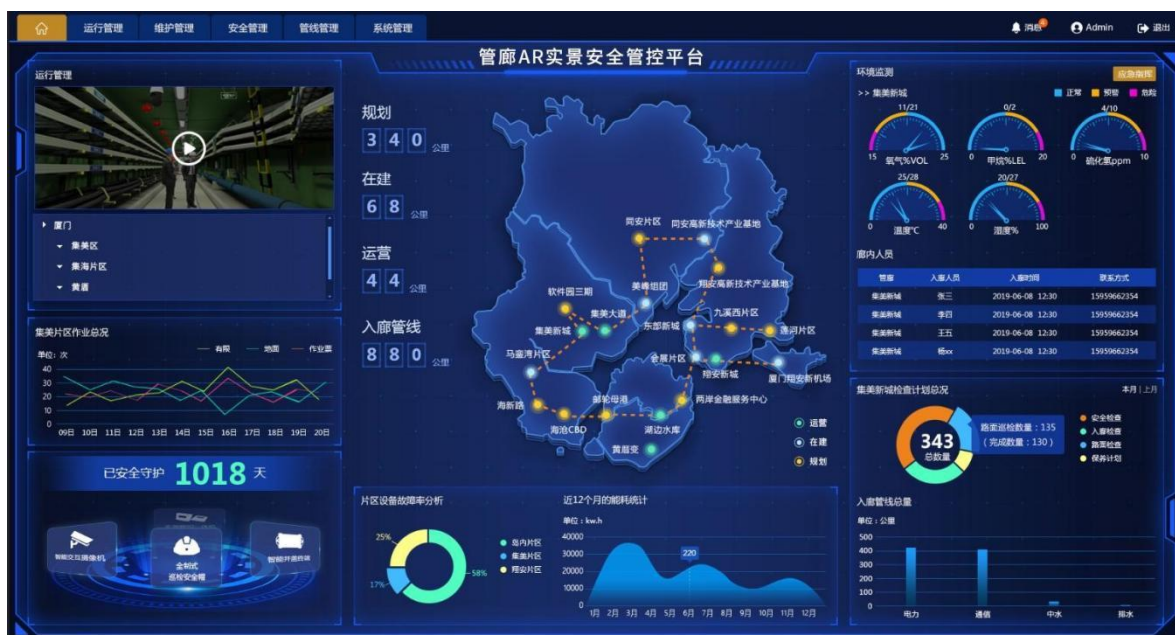 运行管理 维护管理 安全管理 管线管理 系统管理
消息 4 Admin 退出
管廊AR实景安全管控平台
运行管理
厦门
集美区
集海片区
黄厝
集美片区作业总况
单位：次
有限 地面 作业票
40
30
20
10
0
09日 10日 11日 12日 13日 14日 15日 16日 17日 18日 19日 20日
已安全守护 1018 天
智能交互摄像机
全制式
巡检安全帽
智能井盖终端
规划
340 公里
在建
68 公里
运营
44 公里
入廊管线
880 公里
同安片区
同安高新技术产业基地
美峰组团
翔安高新技术产业基地
软件园三期
集美大道
九溪西片区
集美新城
东部新城
莲河片区
马銮湾片区
会展片区
翔安新城
厦门翔安新机场
海新路
邮轮母港
两岸金融服务中心
海沧CBD
湖边水库
黄厝变
运营
在建
规划
片区设备故障率分析
25%
17%
58%
岛内片区
集美片区
翔安片区
近12个月的能耗统计
单位：kw.h
40000
30000
20000
10000
0
220
1月 2月 3月 4月 5月 6月 7月 8月 9月 10月 11月 12月
环境监测
应急指挥
>> 集美新城
正常 预警 危险
11/21 0/2 4/10
15 氧气%VOL 25 0 甲烷%LEL 20 0 硫化氢ppm 10
25/28 20/27
0 温度℃ 40 0 湿度% 100
廊内人员
管廊 入廊人员 入廊时间 联系方式
集美新城 张三 2019-06-08 12:30 15959662354
集美新城 李四 2019-06-08 12:30 15959662354
集美新城 王五 2019-06-08 12:30 15959662354
集美新城 杨xx 2019-06-08 12:30 15959662354
集美新城检查计划总况
本月 | 上月
343
总数量
路面巡检数量：135
（完成数量：130）
安全检查
入廊检查
路面检查
保养计划
入廊管线总量
单位：公里
500
400
300
200
100
0
电力 通信 中水 排水